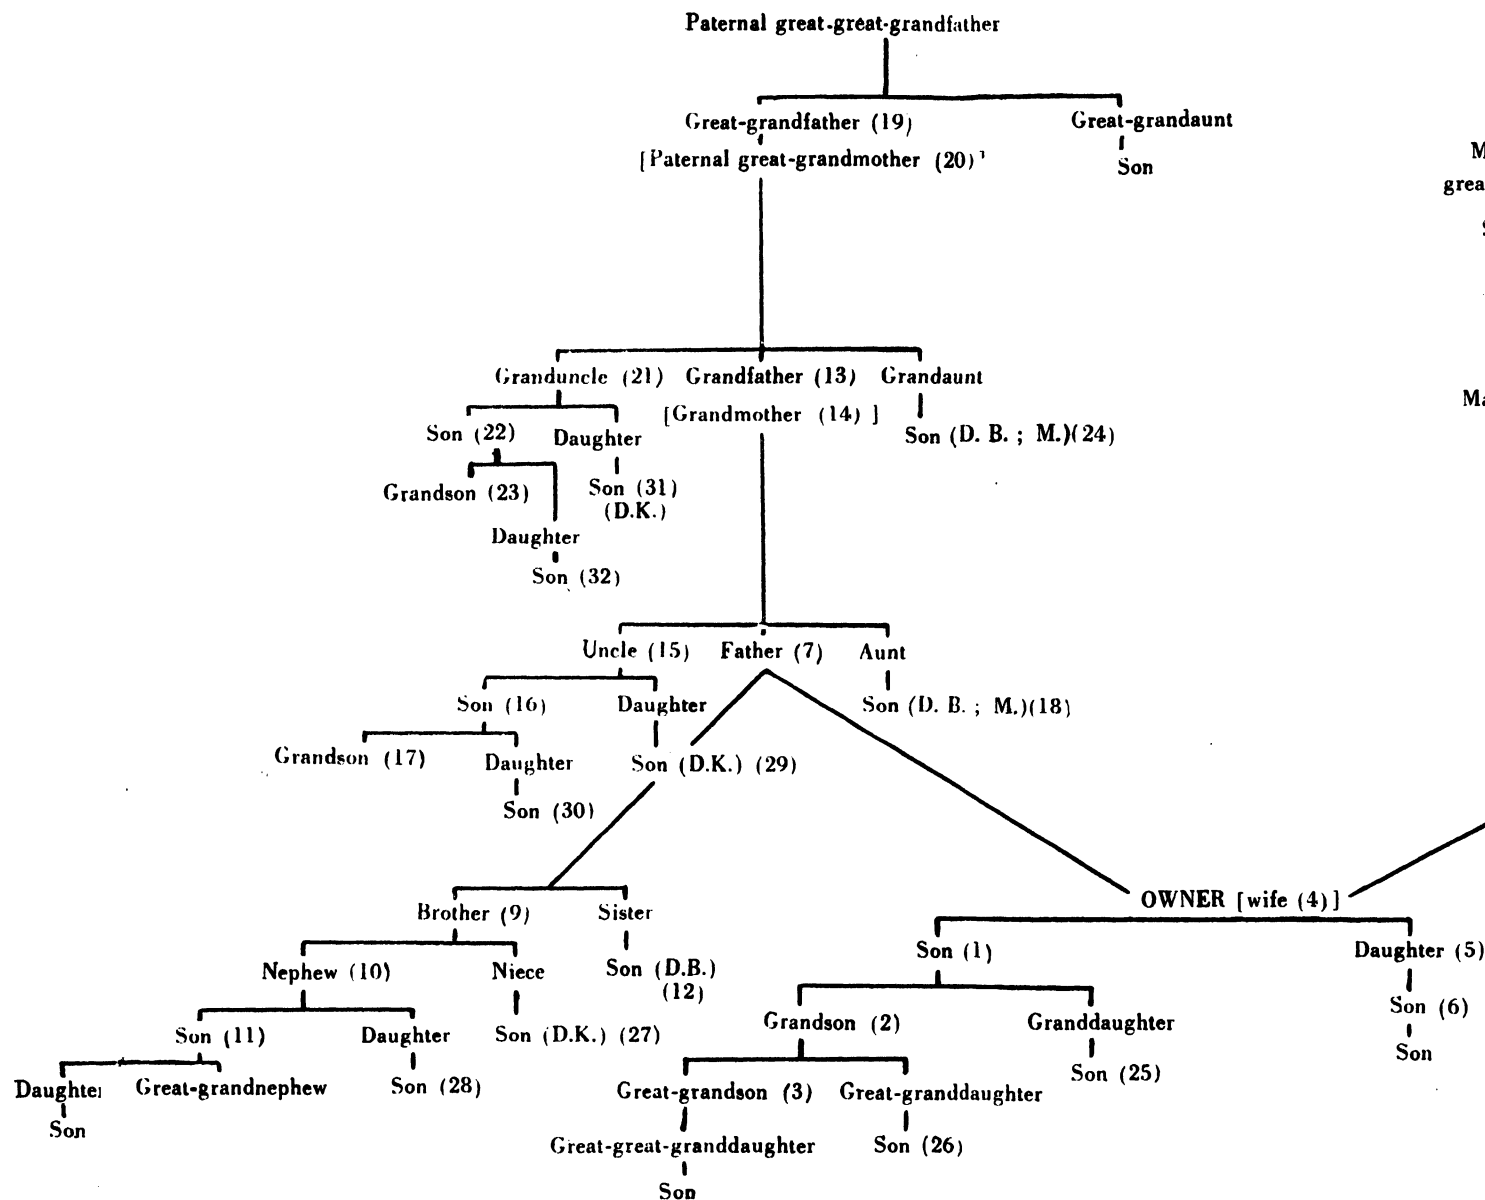 Paternal great-great-grandfather
Great-grandfather (19)
Great-grandaunt
[Paternal great-grandmother (20)]
Son
M
grea
Granduncle (21)
Grandfather (13)
Grandaunt
[Grandmother (14) ]
Ma
Son (22)
Daughter
Son (D. B. ; M.)(24)
Grandson (23)
Son (31)
(D.K.)
Daughter
Son (32)
Uncle (15)
Father (7)
Aunt
Son (16)
Daughter
Son (D. B. ; M.)(18)
Grandson (17)
Daughter
Son (D.K.) (29)
Son (30)
OWNER [wife (4)]
Brother (9)
Sister
Son (1)
Daughter (5)
Nephew (10)
Niece
Son (D.B.)
(12)
Son (6)
Grandson (2)
Granddaughter
Son (11)
Daughter
Son (D.K.) (27)
Son
Son (25)
Daughter
Great-grandnephew
Son (28)
Great-grandson (3)
Great-granddaughter
Son
Great-great-granddaughter
Son (26)
Son